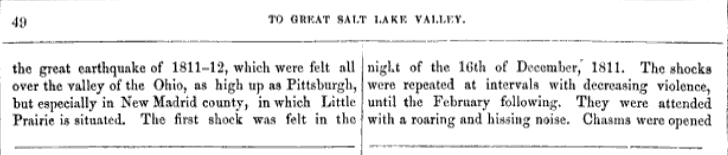 49
TO GREAT SALT LAKE VALLEY.
the great earthquake of 1811–12, which were felt all
over the valley of the Ohio, as high up as Pittsburgh,
but especially in New Madrid county, in which Little
Prairie is situated. The first shock was felt in the
night of the 16th of December, 1811. The shocks
were repeated at intervals with decreasing violence,
until the February following. They were attended
with a roaring and hissing noise. Chasms were opened